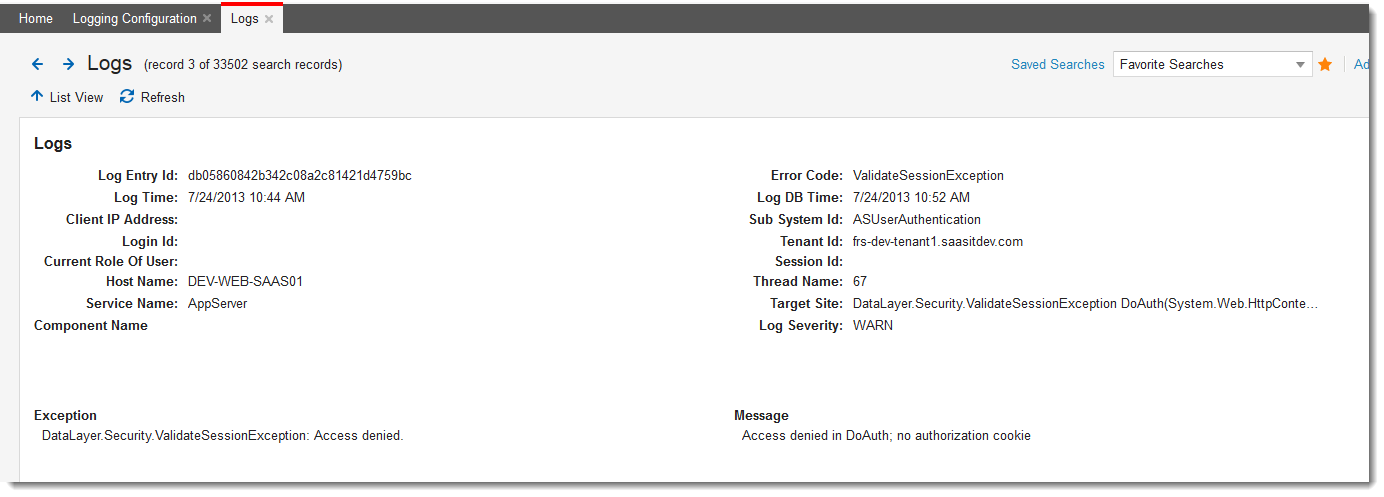 Home Logging Configuration Logs
Logs (record 3 of 33502 search records) Saved Searches Favorite Searches Ad
List View Refresh
Logs
Log Entry Id: db05860842b342c08a2c81421d4759bc Error Code: ValidateSessionException
Log Time: 7/24/2013 10:44 AM Log DB Time: 7/24/2013 10:52 AM
Client IP Address: Sub System Id: ASUserAuthentication
Login Id: Tenant Id: frs-dev-tenant1.saasitdev.com
Current Role Of User: Session Id:
Host Name: DEV-WEB-SAAS01 Thread Name: 67
Service Name: AppServer Target Site: DataLayer.Security.ValidateSessionException DoAuth(System.Web.HttpConte...
Component Name Log Severity: WARN
Exception Message
DataLayer.Security.ValidateSessionException: Access denied. Access denied in DoAuth; no authorization cookie